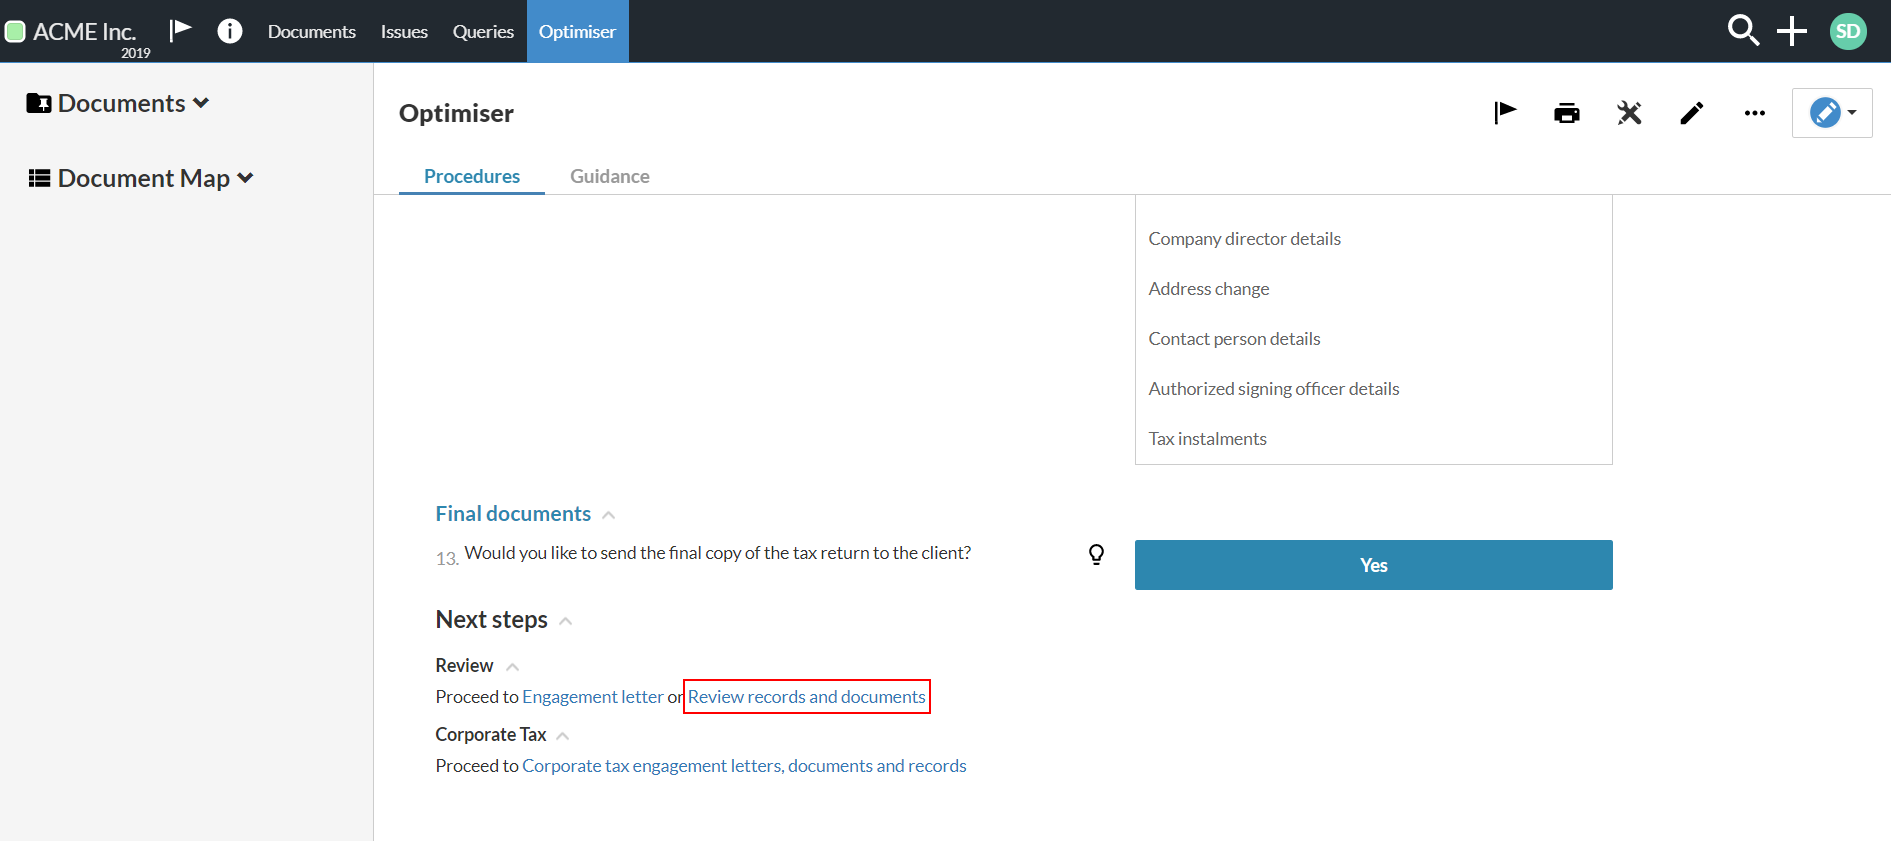 ACME Inc.
2019
Documents
Issues
Queries
Optimiser
SD
Documents
Document Map
Optimiser
Procedures
Guidance
Company director details
Address change
Contact person details
Authorized signing officer details
Tax instalments
Final documents
13. Would you like to send the final copy of the tax return to the client?
Yes
Next steps
Review
Proceed to Engagement letter or Review records and documents
Corporate Tax
Proceed to Corporate tax engagement letters, documents and records